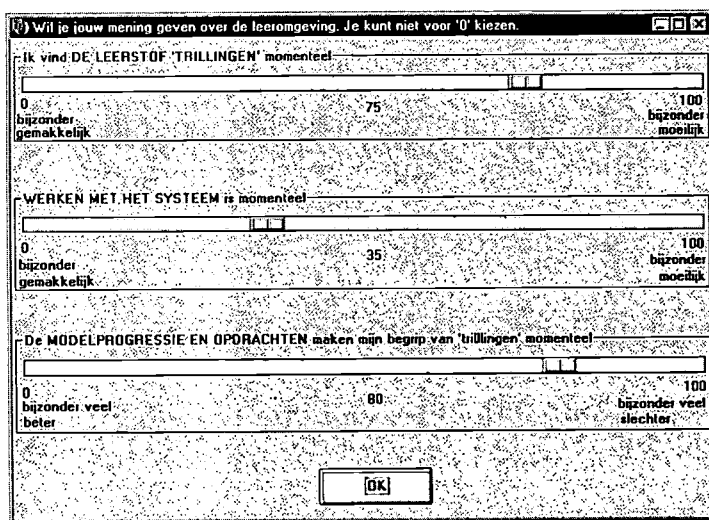 Wil je jouw mening geven over de leeromgeving. Je kunt niet voor '0' kiezen.
Ik vind DE LEERSTOF 'TRILLINGEN' momenteel
0 75 100
bijzonder bijzonder
gemakkelijk moeilijk
WERKEN MET HET SYSTEEM is momenteel
0 35 100
bijzonder bijzonder
gemakkelijk moeilijk
De MODELPROGRESSIE EN OPDRACHTEN maken mijn begrip van 'trillingen' momenteel
0 80 100
bijzonder veel bijzonder veel
beter slechter
OK